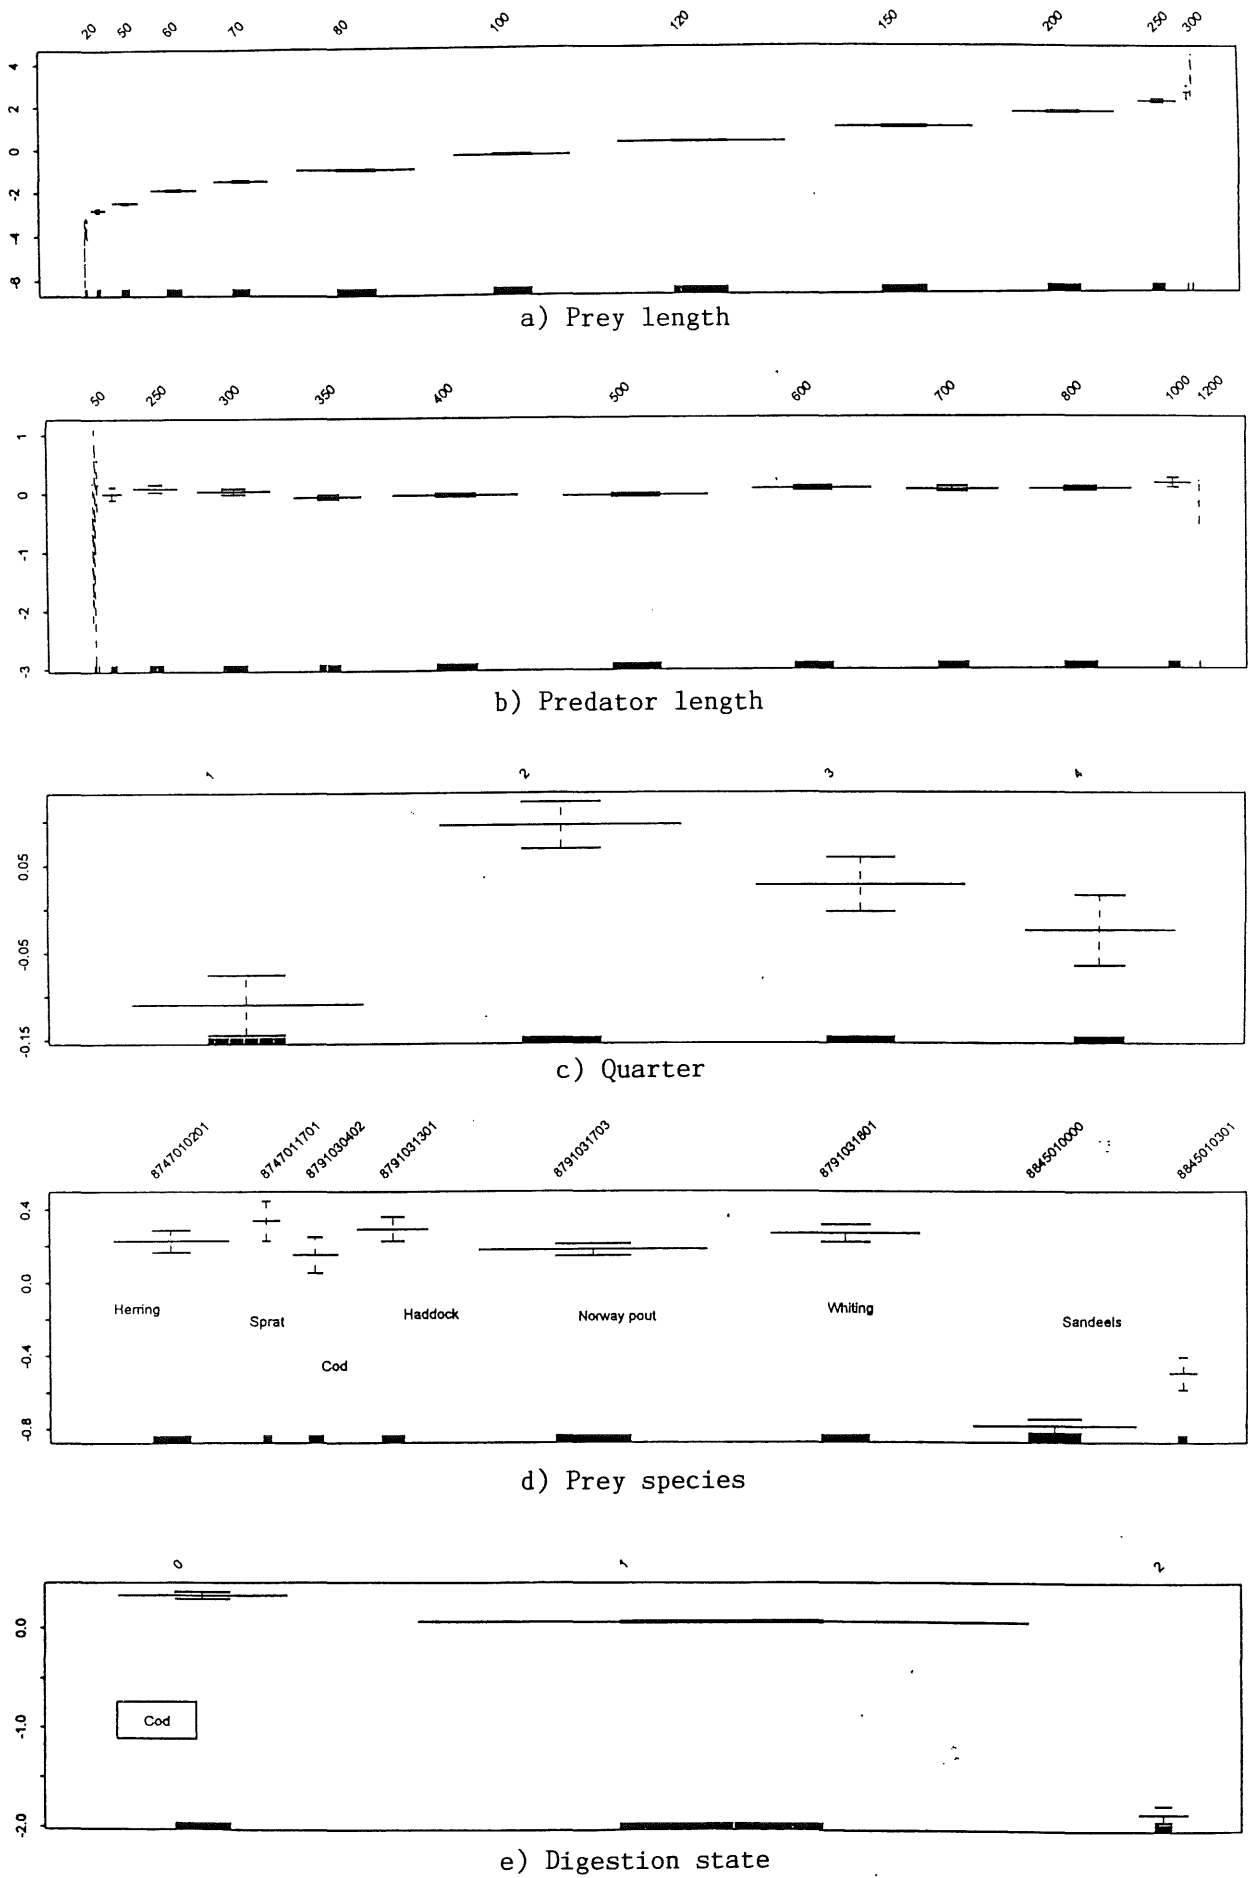 20 50 60 70 80 100 120 150 200 250 300
4
2
0
-2
-4
-6
a) Prey length
50 250 300 350 400 500 600 700 800 1000 1200
1
0
-1
-2
-3
b) Predator length
1 2 3 4
0.05
-0.05
-0.15
c) Quarter
8747010201 8747011701 8791030402 8791031301 8791031703 8791031801 8845010000 8845010301
0.4
0.0
-0.4
-0.8
Herring
Sprat
Cod
Haddock
Norway pout
Whiting
Sandeels
d) Prey species
0 1 2
0.0
-1.0
-2.0
Cod
e) Digestion state